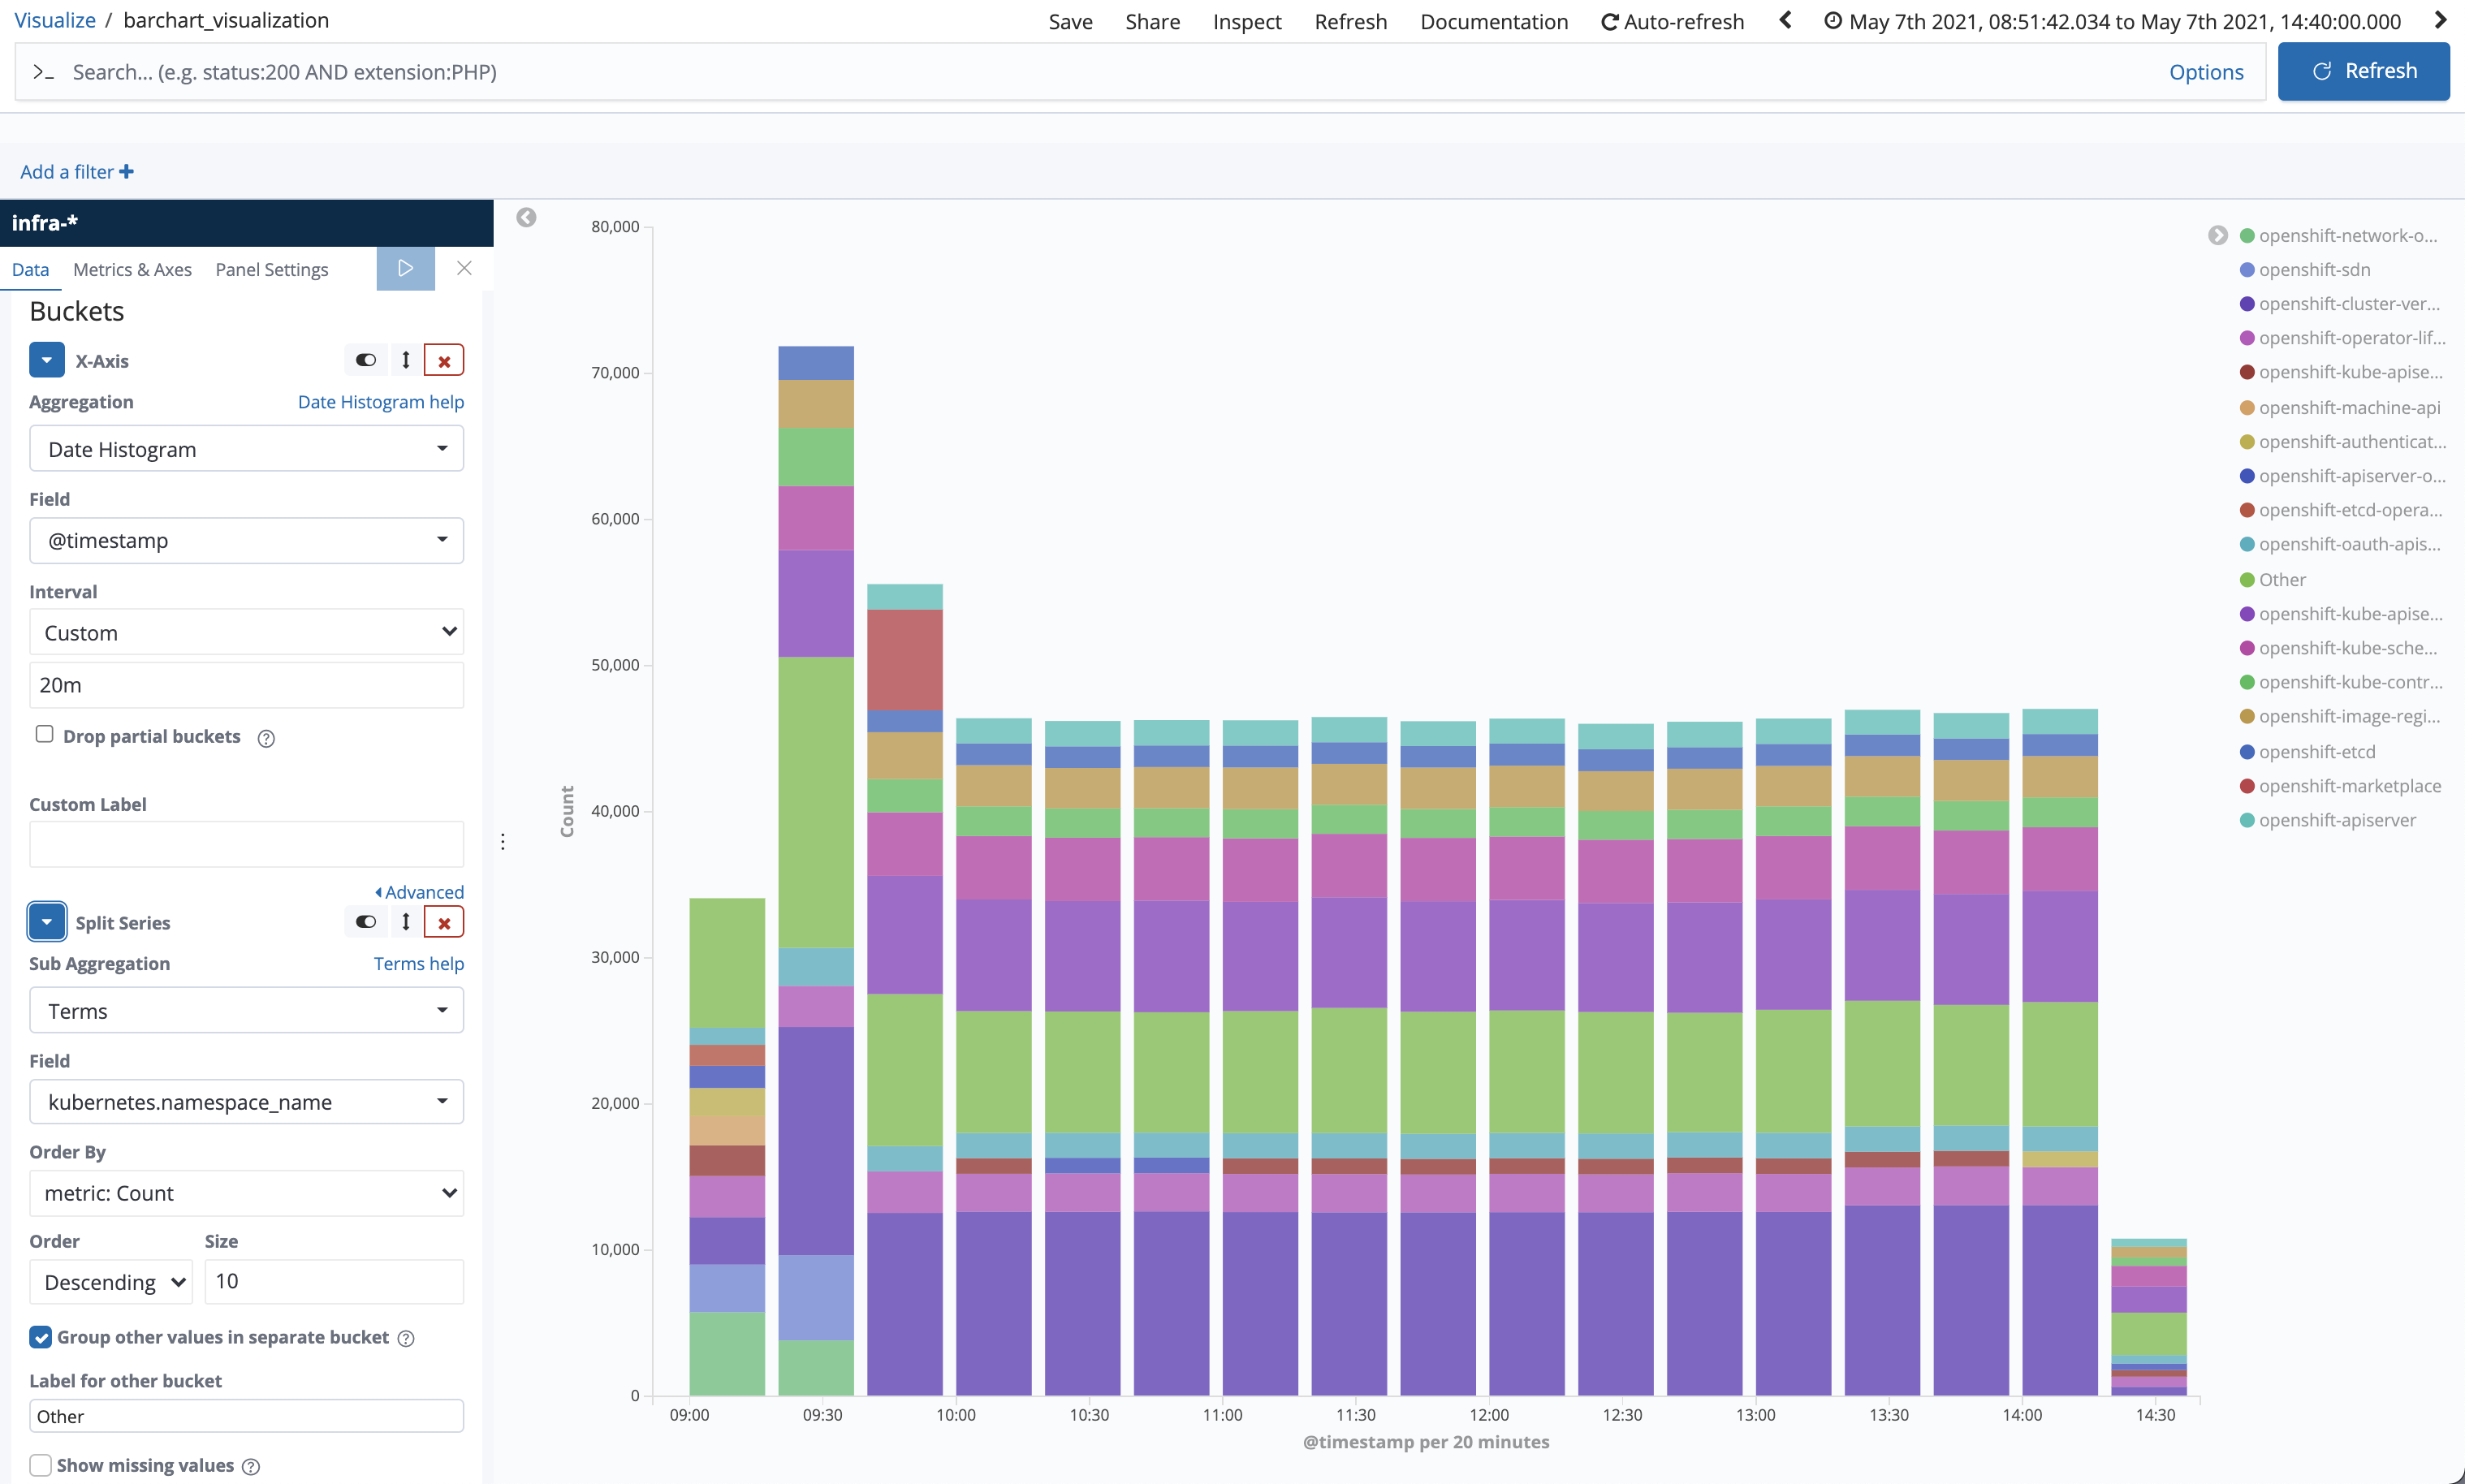 Visualize / barchart_visualization
Save Share Inspect Refresh Documentation Auto-refresh May 7th 2021, 08:51:42.034 to May 7th 2021, 14:40:00.000
>_ Search... (e.g. status:200 AND extension:PHP) Options Refresh
Add a filter +
infra-*
Data Metrics & Axes Panel Settings
Buckets
X-Axis
Aggregation Date Histogram help
Date Histogram
Field
@timestamp
Interval
Custom
20m
Drop partial buckets ?
Custom Label
Advanced
Split Series
Sub Aggregation Terms help
Terms
Field
kubernetes.namespace_name
Order By
metric: Count
Order Size
Descending 10
Group other values in separate bucket ?
Label for other bucket
Other
Show missing values ?
80,000
70,000
60,000
50,000
40,000
30,000
20,000
10,000
0
Count
09:00 09:30 10:00 10:30 11:00 11:30 12:00 12:30 13:00 13:30 14:00 14:30
@timestamp per 20 minutes
openshift-network-o...
openshift-sdn
openshift-cluster-ver...
openshift-operator-lif...
openshift-kube-apise...
openshift-machine-api
openshift-authenticat...
openshift-apiserver-o...
openshift-etcd-opera...
openshift-oauth-apis...
Other
openshift-kube-apise...
openshift-kube-sche...
openshift-kube-contr...
openshift-image-regi...
openshift-etcd
openshift-marketplace
openshift-apiserver